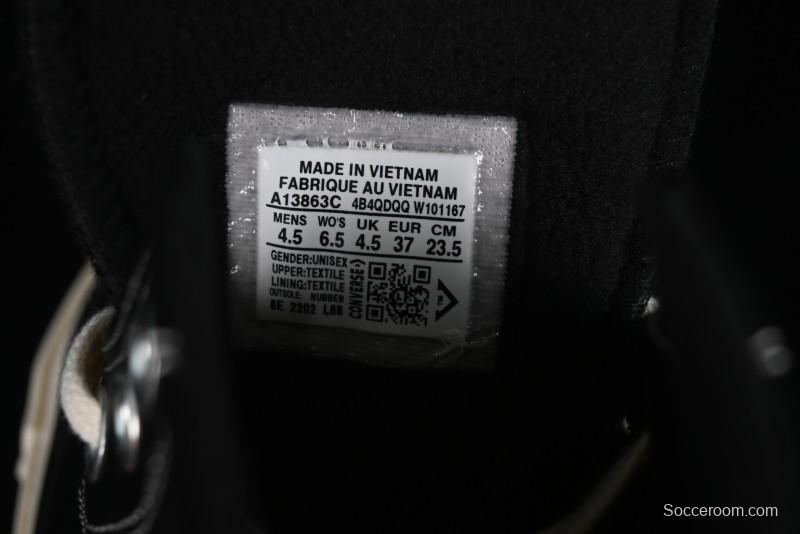 MADE IN VIETNAM
FABRIQUE AU VIETNAM
A13863C 4B4QDQQ W101167
MENS WO'S UK EUR CM
4.5 6.5 4.5 37 23.5
GENDER:UNISEX
UPPER:TEXTILE
LINING:TEXTILE
OUTSOLE: RUBBER
8E 2202 L68
CONVERSE
Socceroom.com